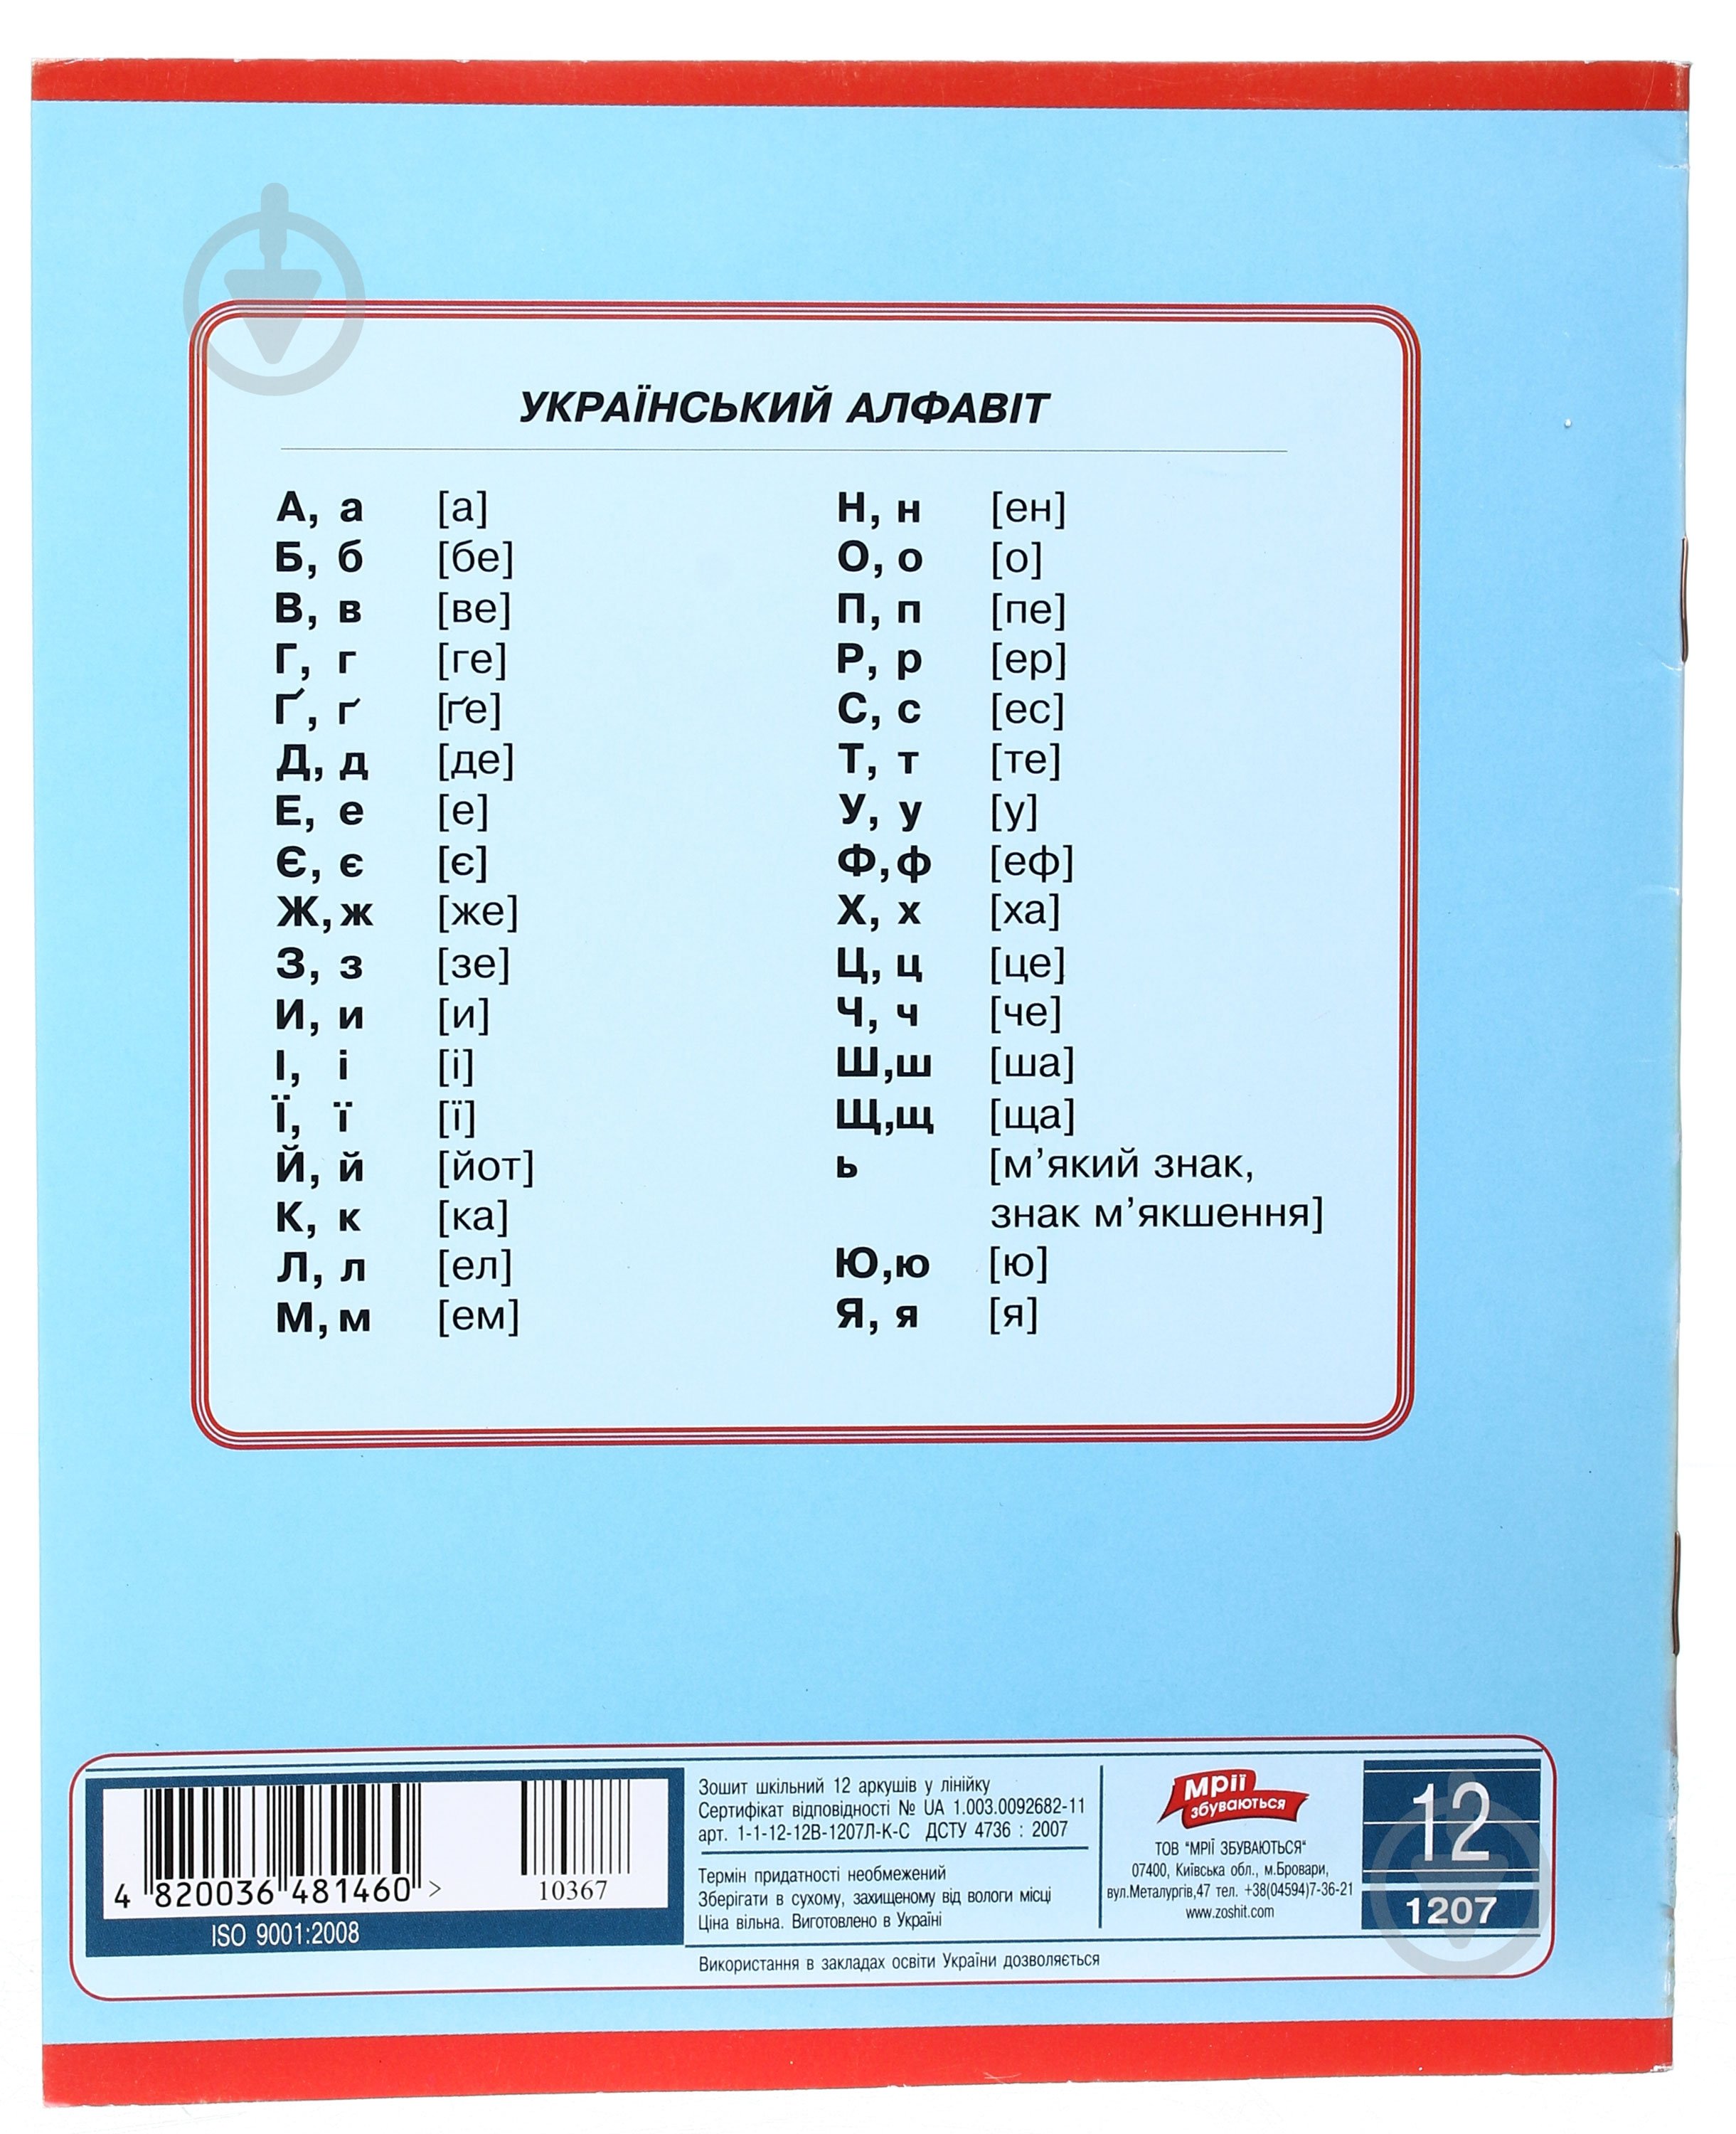 УКРАЇНСЬКИЙ АЛФАВІТ
А, а [а]
Б, б [бе]
В, в [ве]
Г, г [ге]
Ґ, ґ [ґе]
Д, д [де]
Е, е [е]
Є, є [є]
Ж, ж [же]
З, з [зе]
И, и [и]
І, і [і]
Ї, ї [ї]
Й, й [йот]
К, к [ка]
Л, л [ел]
М, м [ем]
Н, н [ен]
О, о [о]
П, п [пе]
Р, р [ер]
С, с [ес]
Т, т [те]
У, у [у]
Ф, ф [еф]
Х, х [ха]
Ц, ц [це]
Ч, ч [че]
Ш,ш [ша]
Щ,щ [ща]
ь [м’який знак,
знак м’якшення]
Ю,ю [ю]
Я, я [я]
4 820036 481460 >
10367
ISO 9001:2008
Зошит шкільний 12 аркушів у лінійку
Сертифікат відповідності № UA 1.003.0092682-11
арт. 1-1-12-12В-1207Л-К-С ДСТУ 4736 : 2007
Термін придатності необмежений
Зберігати в сухому, захищеному від вологи місці
Ціна вільна. Виготовлено в Україні
Використання в закладах освіти України дозволяється
Мрії
збуваються
ТОВ "МРІЇ ЗБУВАЮТЬСЯ"
07400, Київська обл., м.Бровари,
вул.Металургів,47 тел. +38(04594)7-36-21
www.zoshit.com
12
1207